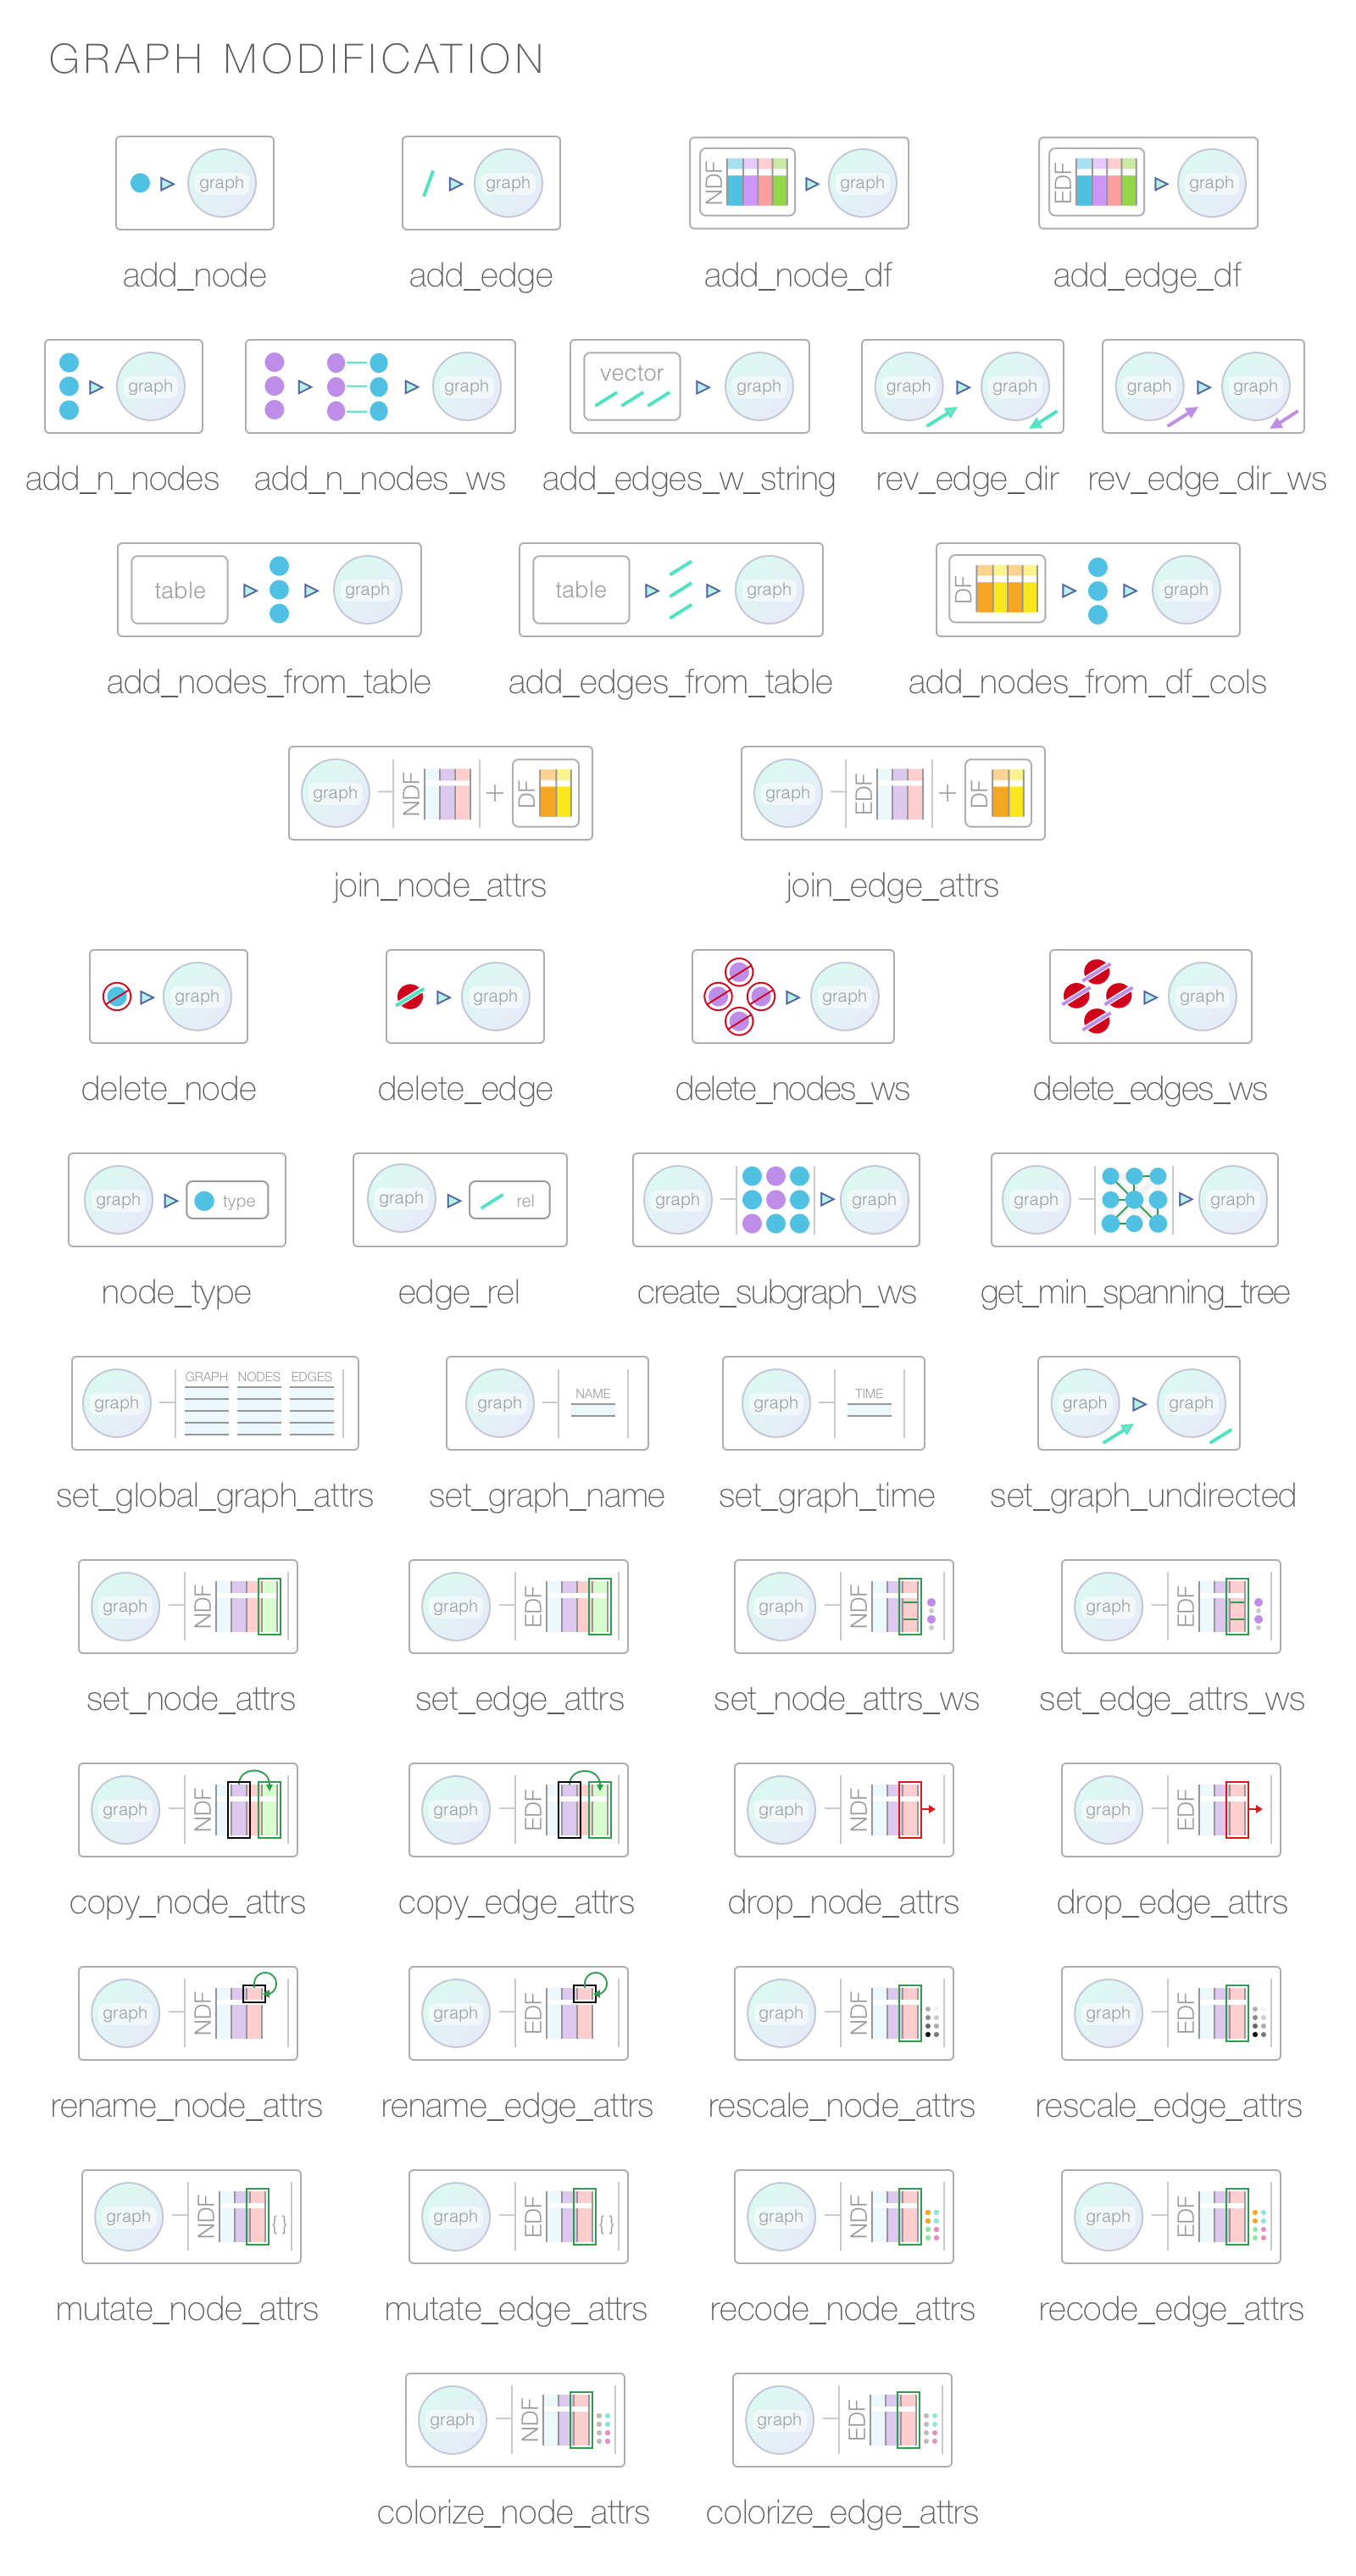 GRAPH MODIFICATION
graph graph NDF graph EDF graph
add_node add_edge add_node_df add_edge_df
graph graph vector graph graph graph graph graph
add_n_nodes add_n_nodes_ws add_edges_w_string rev_edge_dir rev_edge_dir_ws
table graph table graph DF graph
add_nodes_from_table add_edges_from_table add_nodes_from_df_cols
graph NDF + DF graph EDF + DF
join_node_attrs join_edge_attrs
graph graph graph graph
delete_node delete_edge delete_nodes_ws delete_edges_ws
graph type graph rel graph graph graph graph
node_type edge_rel create_subgraph_ws get_min_spanning_tree
graph GRAPH NODES EDGES graph NAME graph TIME graph graph
set_global_graph_attrs set_graph_name set_graph_time set_graph_undirected
graph NDF graph EDF graph NDF graph EDF
set_node_attrs set_edge_attrs set_node_attrs_ws set_edge_attrs_ws
graph NDF graph EDF graph NDF graph EDF
copy_node_attrs copy_edge_attrs drop_node_attrs drop_edge_attrs
graph NDF graph EDF graph NDF graph EDF
rename_node_attrs rename_edge_attrs rescale_node_attrs rescale_edge_attrs
graph NDF {} graph EDF {} graph NDF graph EDF
mutate_node_attrs mutate_edge_attrs recode_node_attrs recode_edge_attrs
graph NDF graph EDF
colorize_node_attrs colorize_edge_attrs